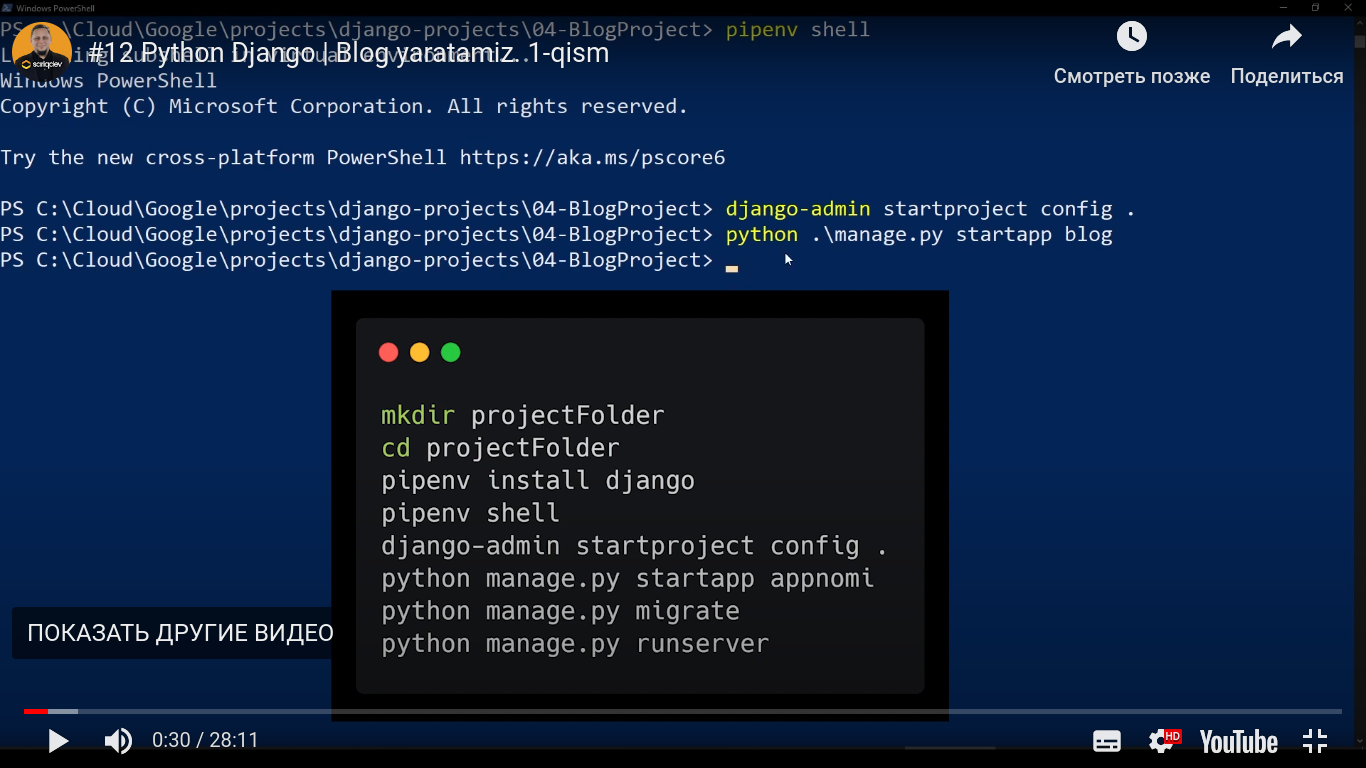 Windows PowerShell
PS C:\Cloud\Google\projects\django-projects\04-BlogProject> pipenv shell
#12.Python Django | Blog yaratamiz. 1-qism
sariqdev
Смотреть позже
Поделиться
Windows PowerShell
Copyright (C) Microsoft Corporation. All rights reserved.
Try the new cross-platform PowerShell https://aka.ms/pscore6
PS C:\Cloud\Google\projects\django-projects\04-BlogProject> django-admin startproject config .
PS C:\Cloud\Google\projects\django-projects\04-BlogProject> python .\manage.py startapp blog
PS C:\Cloud\Google\projects\django-projects\04-BlogProject>
mkdir projectFolder
cd projectFolder
pipenv install django
pipenv shell
django-admin startproject config .
python manage.py startapp appnomi
python manage.py migrate
python manage.py runserver
ПОКАЗАТЬ ДРУГИЕ ВИДЕО
0:30 / 28:11
HD
YouTube